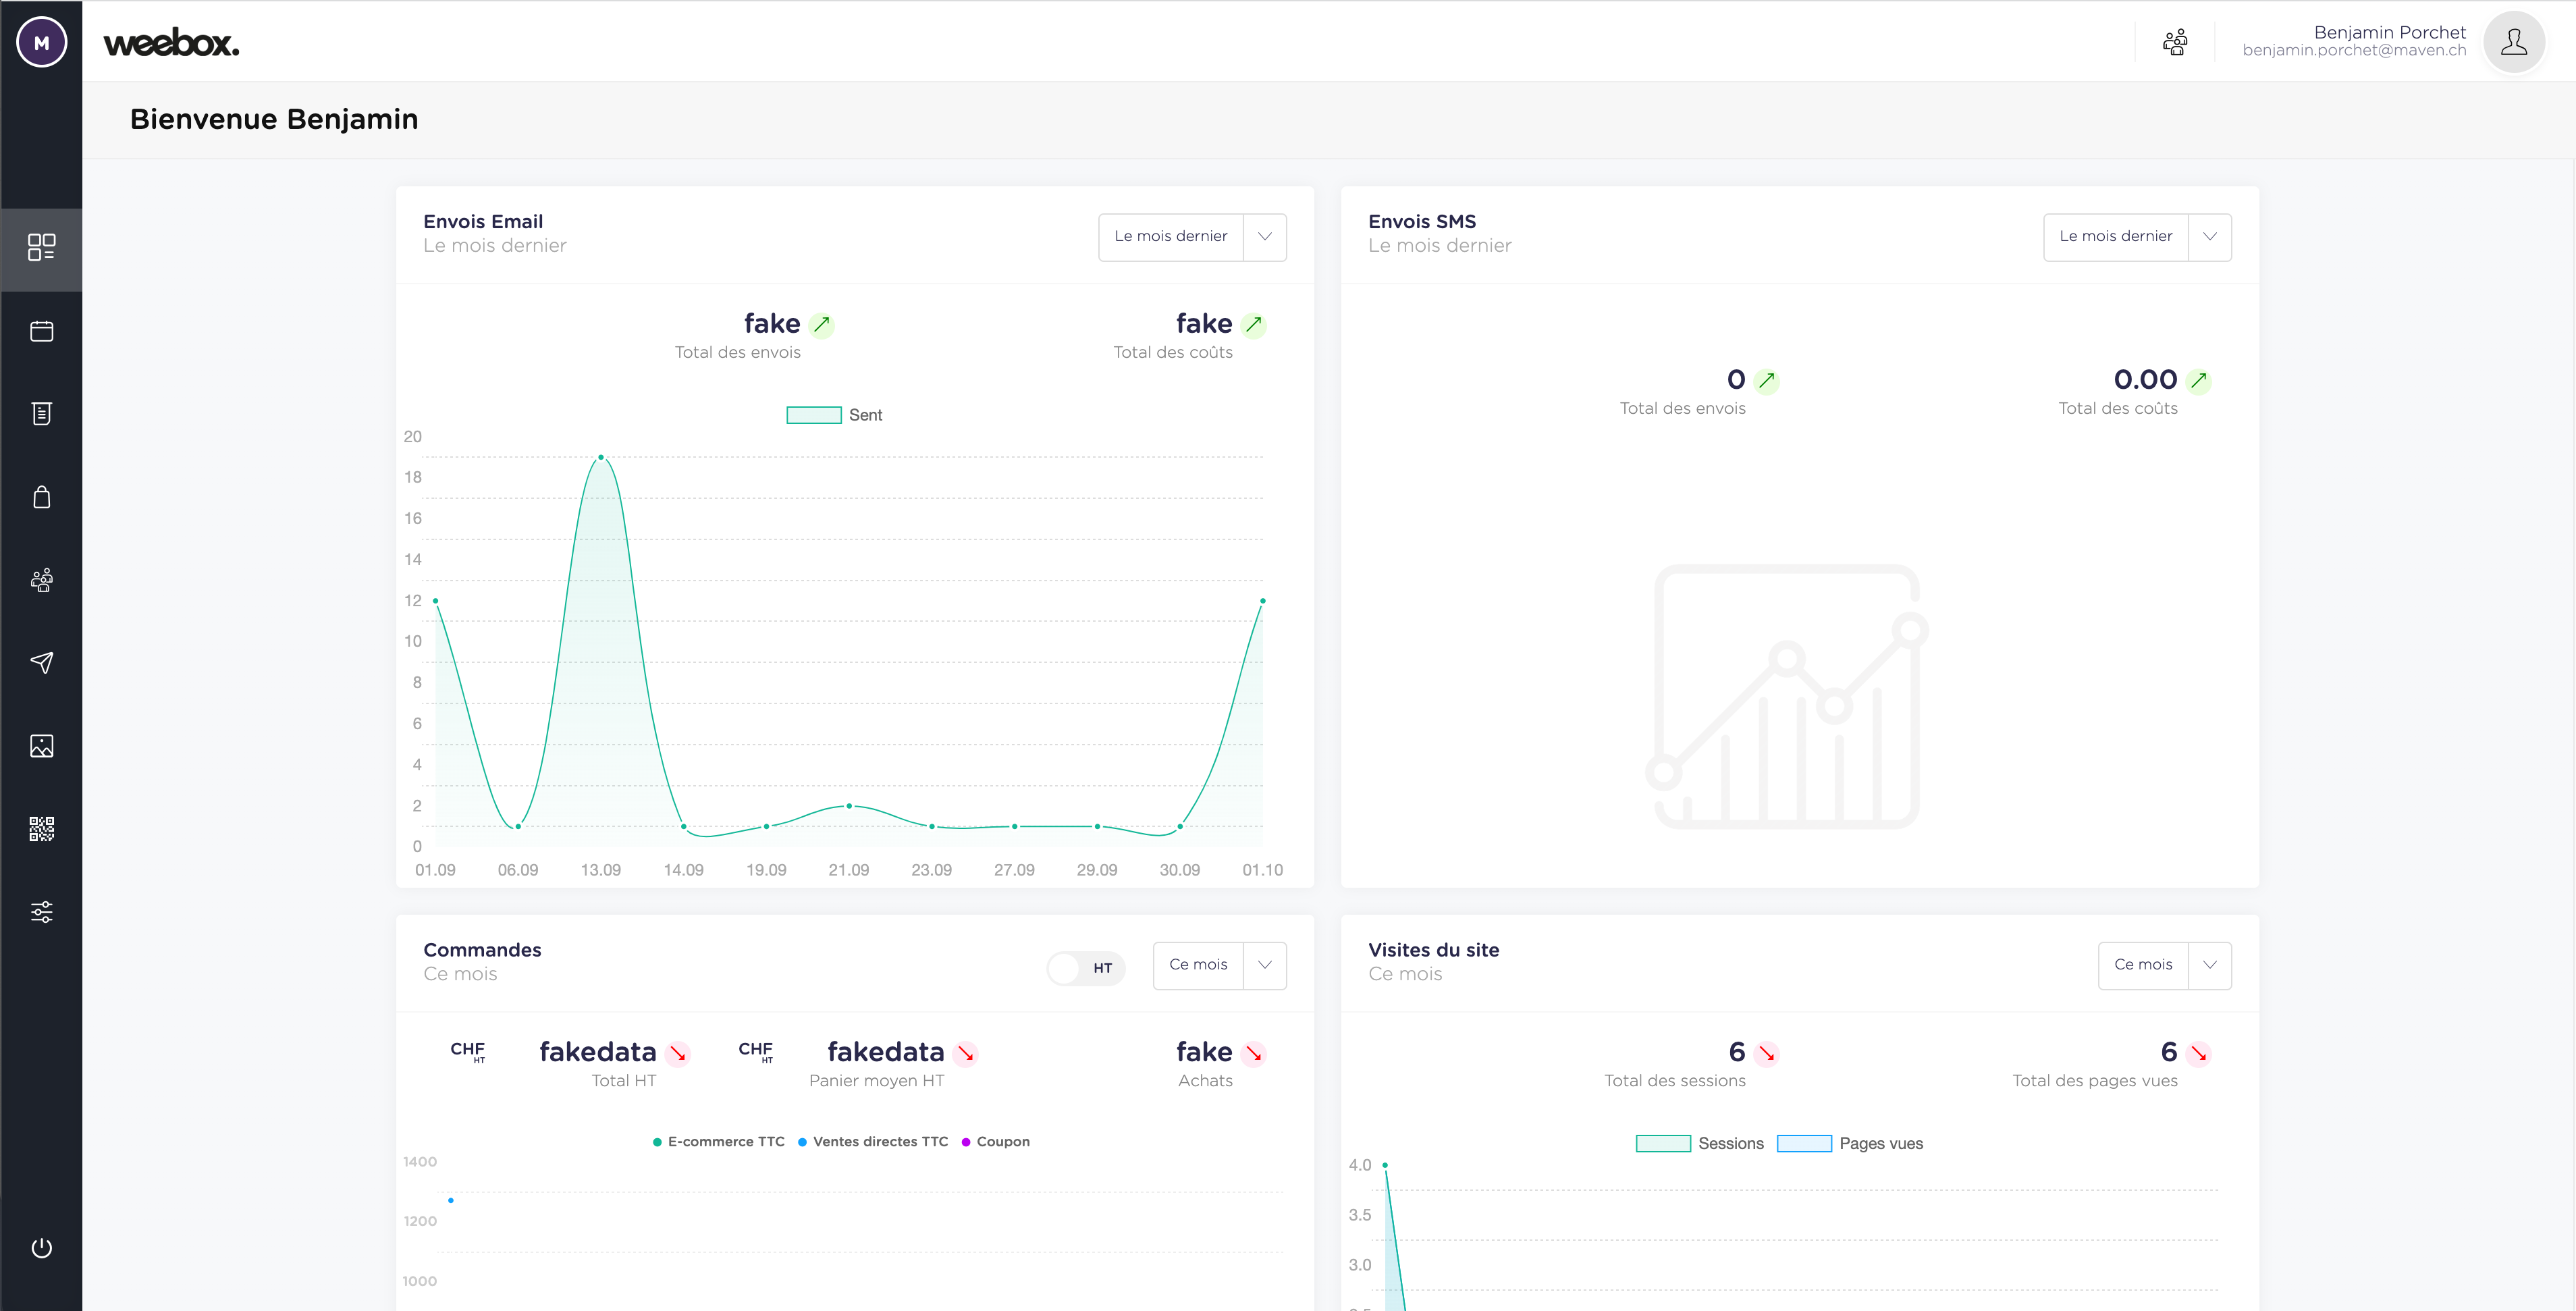 M
weebox.
Benjamin Porchet
benjamin.porchet@maven.ch
Bienvenue Benjamin
Envois Email
Le mois dernier
Le mois dernier
fake
Total des envois
fake
Total des coûts
Sent
20
18
16
14
12
10
8
6
4
2
0
01.09 06.09 13.09 14.09 19.09 21.09 23.09 27.09 29.09 30.09 01.10
Envois SMS
Le mois dernier
Le mois dernier
0
Total des envois
0.00
Total des coûts
Commandes
Ce mois
HT
Ce mois
CHF HT
fakedata
Total HT
CHF HT
fakedata
Panier moyen HT
fake
Achats
E-commerce TTC Ventes directes TTC Coupon
1400
1200
1000
Visites du site
Ce mois
Ce mois
6
Total des sessions
6
Total des pages vues
Sessions Pages vues
4.0
3.5
3.0